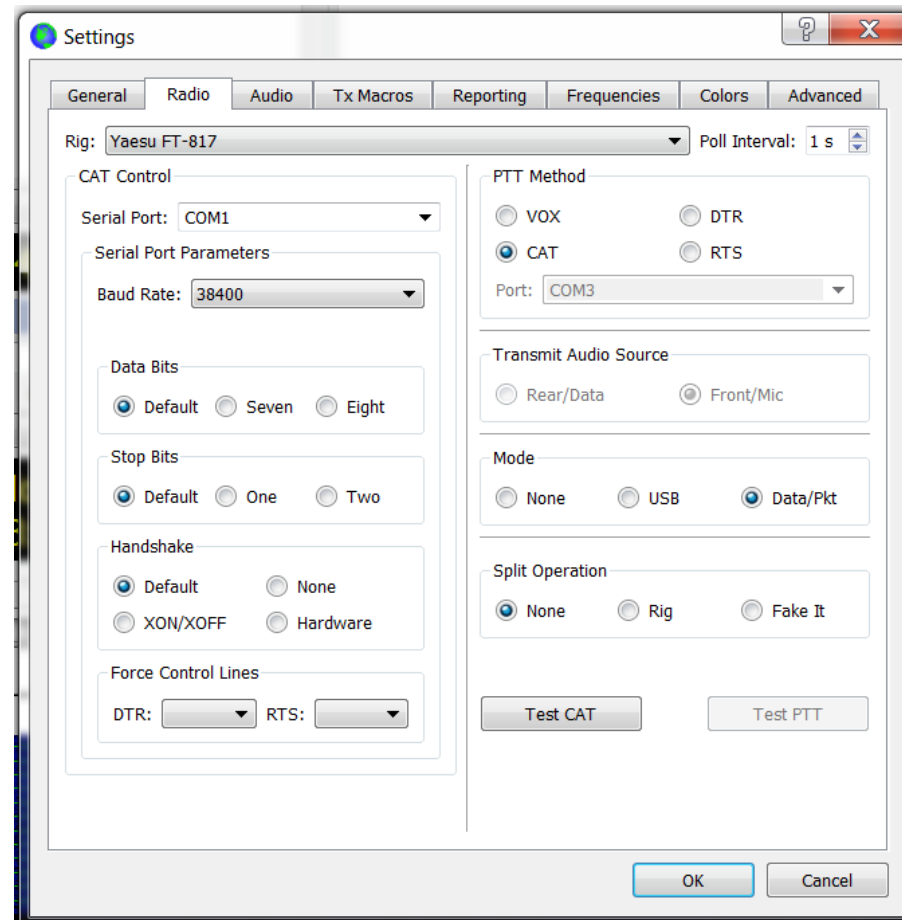 Settings
?
X
General Radio Audio Tx Macros Reporting Frequencies Colors Advanced
Rig: Yaesu FT-817 Poll Interval: 1 s
CAT Control
Serial Port: COM1
Serial Port Parameters
Baud Rate: 38400
Data Bits
Default Seven Eight
Stop Bits
Default One Two
Handshake
Default None
XON/XOFF Hardware
Force Control Lines
DTR: RTS:
PTT Method
VOX DTR
CAT RTS
Port: COM3
Transmit Audio Source
Rear/Data Front/Mic
Mode
None USB Data/Pkt
Split Operation
None Rig Fake It
Test CAT Test PTT
OK Cancel